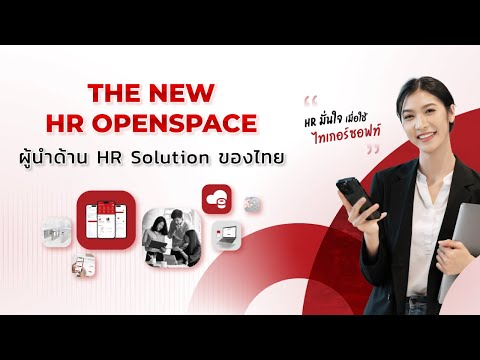 THE NEW
HR OPENSPACE
ผู้นำด้าน HR Solution ของไทย
“HR มั่นใจ เมื่อใช้
ไทเกอร์ซอฟท์”